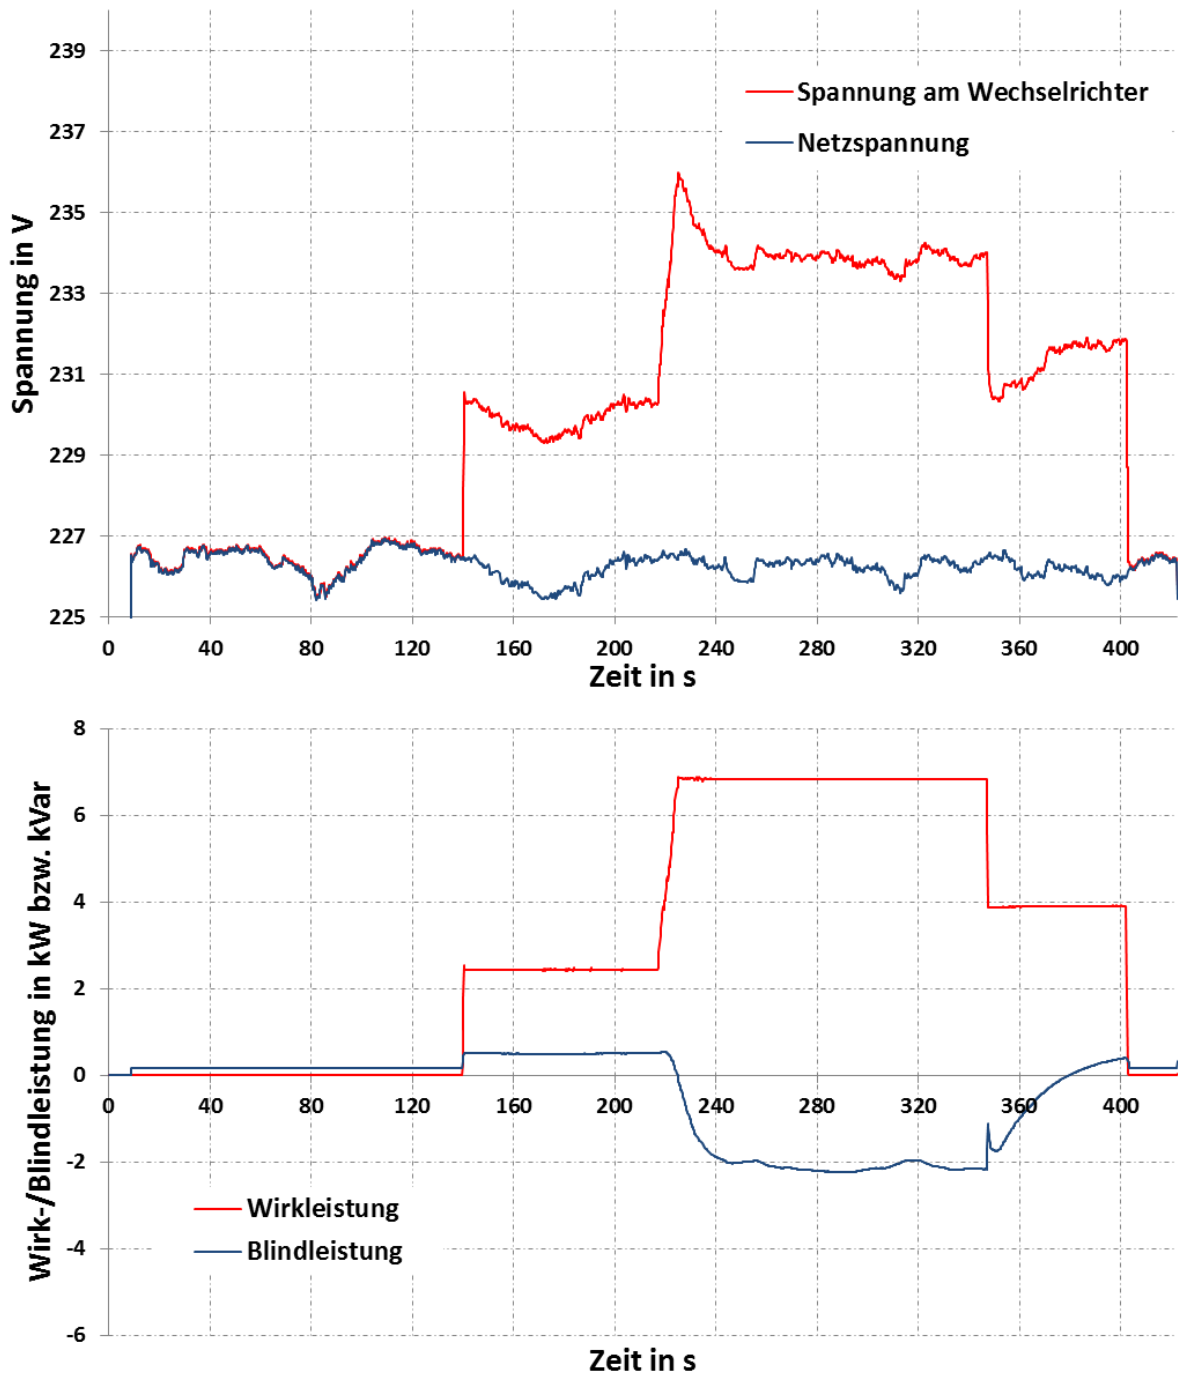 239
237
235
233
231
229
227
225
Spannung in V
Spannung am Wechselrichter
Netzspannung
0 40 80 120 160 200 240 280 320 360 400
Zeit in s
8
6
4
2
0
-2
-4
-6
Wirk-/Blindleistung in kW bzw. kVar
0 40 80 120 160 200 240 280 320 360 400
Wirkleistung
Blindleistung
Zeit in s